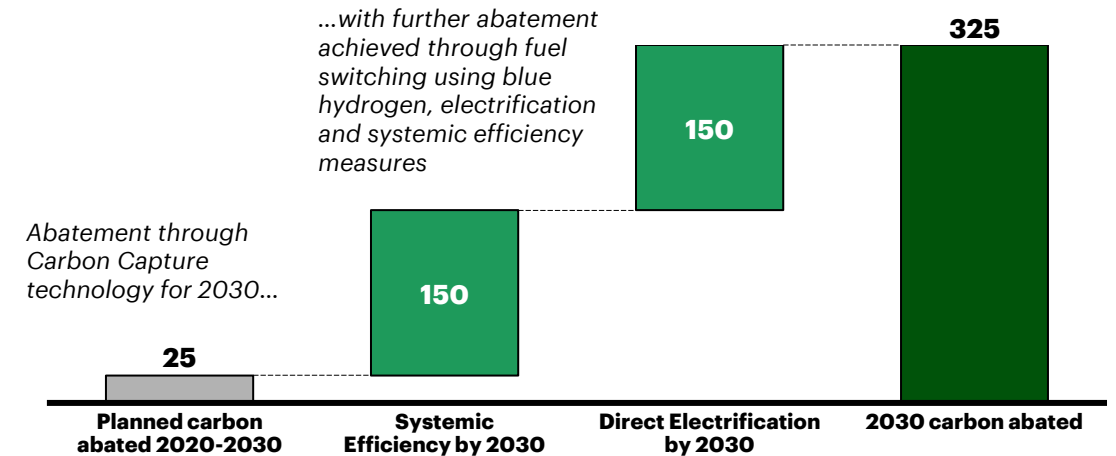 ...with further abatement
achieved through fuel
switching using blue
hydrogen, electrification
and systemic efficiency
measures
325
150
Abatement through
Carbon Capture
technology for 2030...
150
25
Planned carbon
abated 2020-2030
Systemic
Efficiency by 2030
Direct Electrification
by 2030
2030 carbon abated